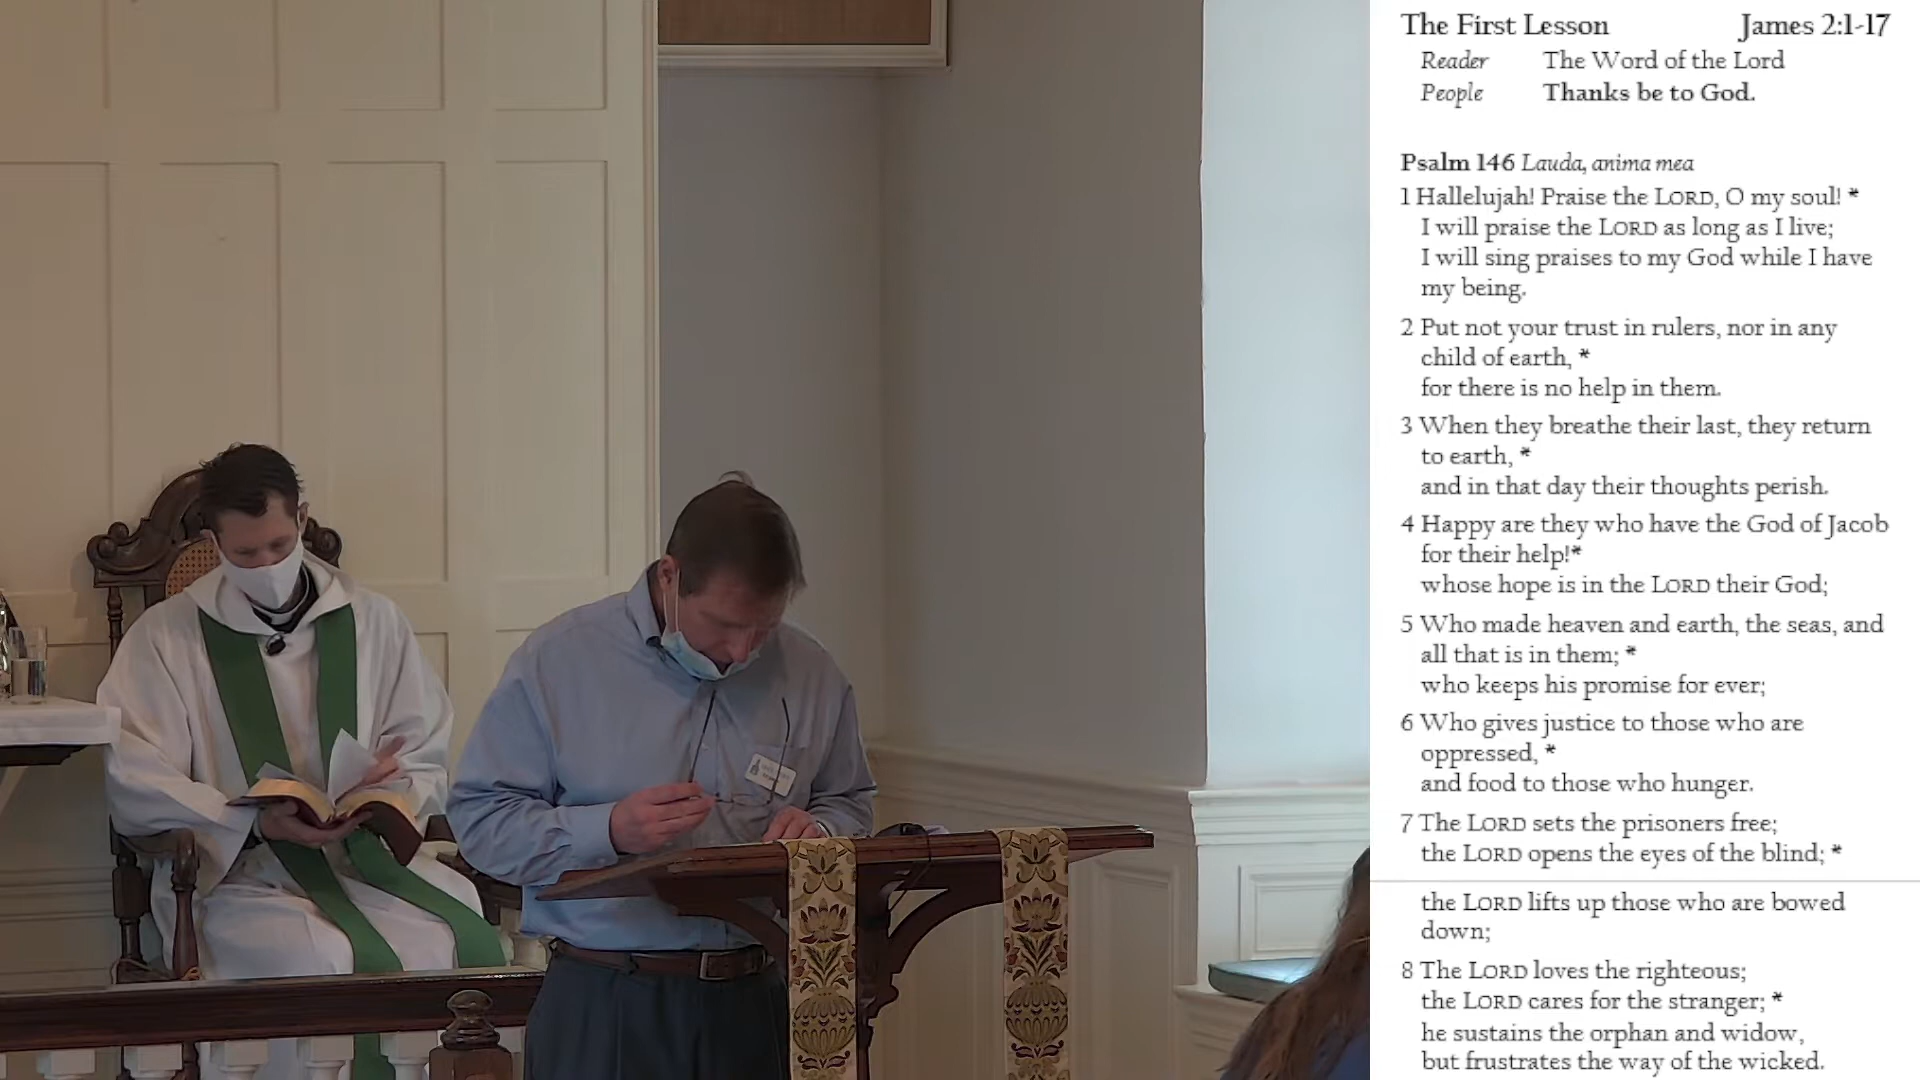 The First Lesson James 2:1-17
Reader The Word of the Lord
People Thanks be to God.
Psalm 146 Lauda, anima mea
1 Hallelujah! Praise the LORD, O my soul! *
I will praise the LORD as long as I live;
I will sing praises to my God while I have
my being.
2 Put not your trust in rulers, nor in any
child of earth, *
for there is no help in them.
3 When they breathe their last, they return
to earth, *
and in that day their thoughts perish.
4 Happy are they who have the God of Jacob
for their help!*
whose hope is in the LORD their God;
5 Who made heaven and earth, the seas, and
all that is in them; *
who keeps his promise for ever;
6 Who gives justice to those who are
oppressed, *
and food to those who hunger.
7 The LORD sets the prisoners free;
the LORD opens the eyes of the blind; *
the LORD lifts up those who are bowed
down;
8 The LORD loves the righteous;
the LORD cares for the stranger; *
he sustains the orphan and widow,
but frustrates the way of the wicked.